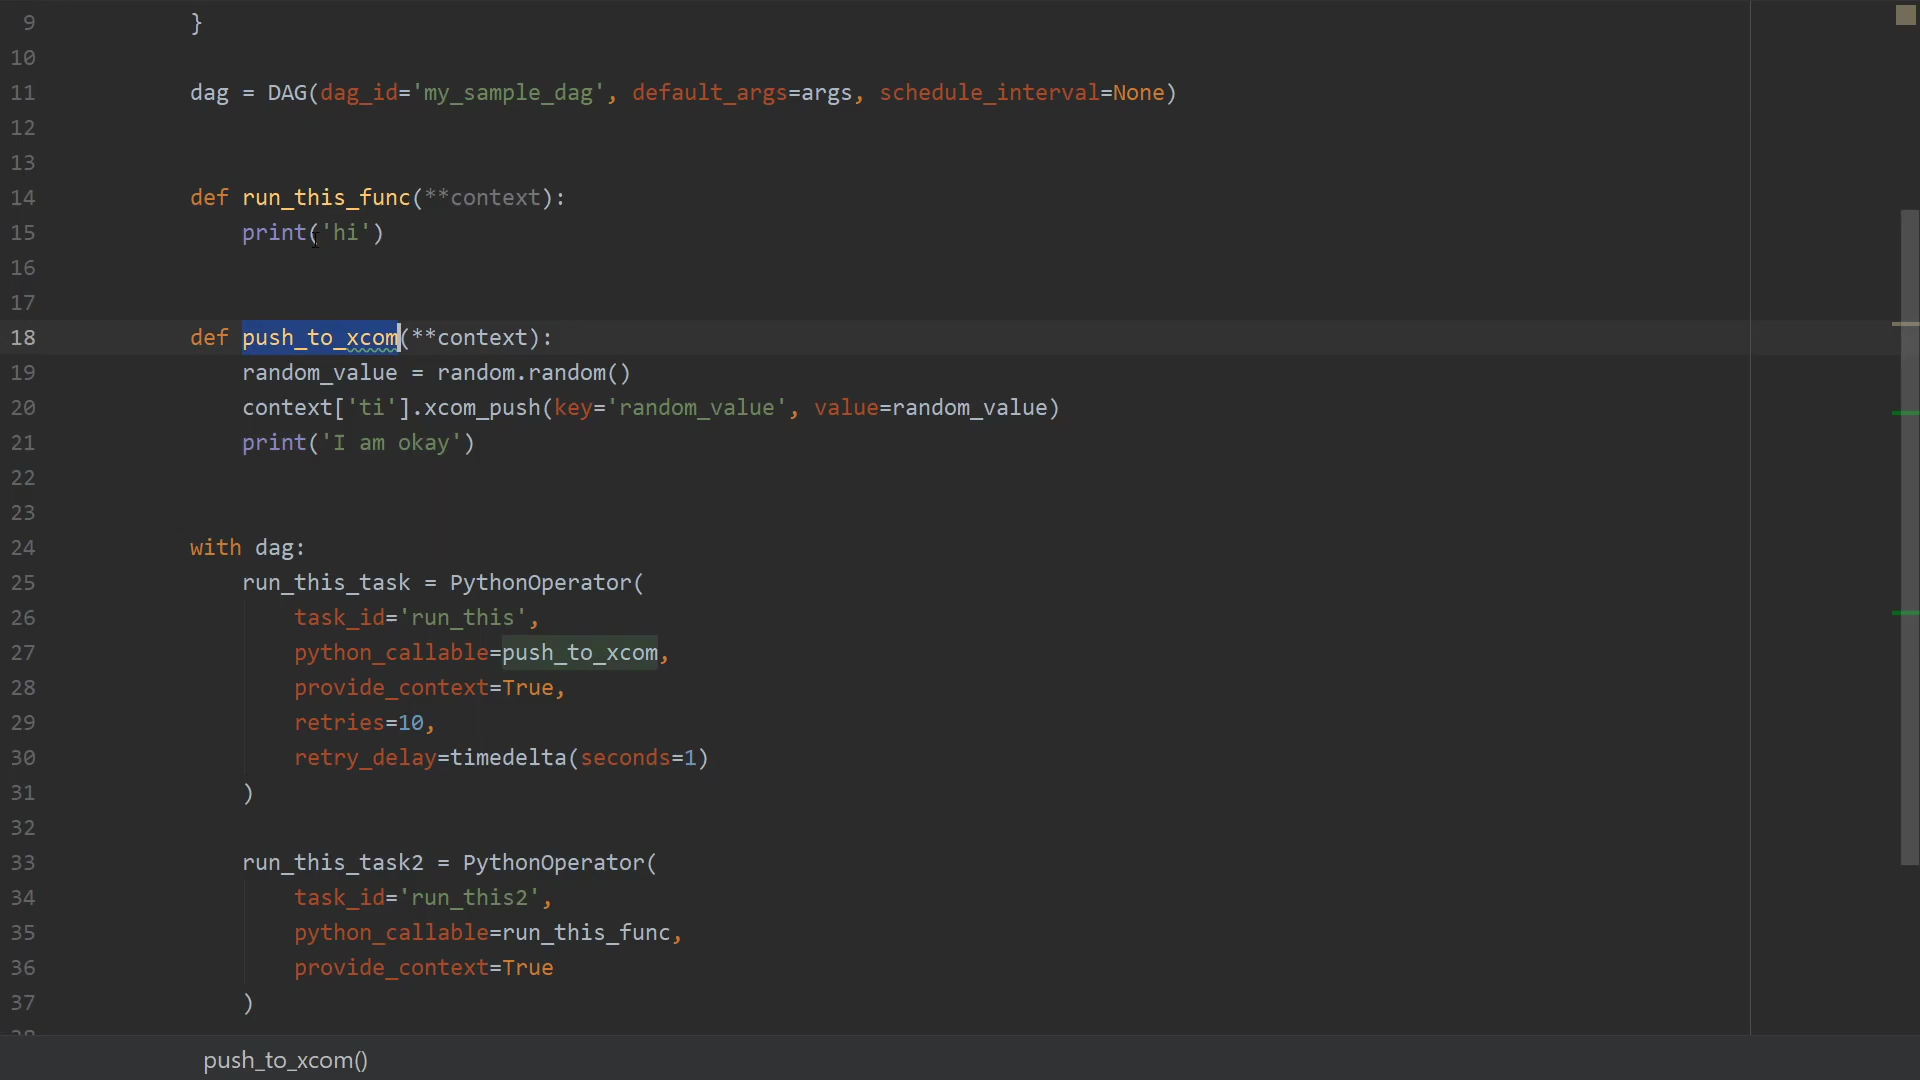 9 }
10
11 dag = DAG(dag_id='my_sample_dag', default_args=args, schedule_interval=None)
12
13
14 def run_this_func(**context):
15     print('hi')
16
17
18 def push_to_xcom(**context):
19     random_value = random.random()
20     context['ti'].xcom_push(key='random_value', value=random_value)
21     print('I am okay')
22
23
24 with dag:
25     run_this_task = PythonOperator(
26         task_id='run_this',
27         python_callable=push_to_xcom,
28         provide_context=True,
29         retries=10,
30         retry_delay=timedelta(seconds=1)
31     )
32
33     run_this_task2 = PythonOperator(
34         task_id='run_this2',
35         python_callable=run_this_func,
36         provide_context=True
37     )
push_to_xcom()